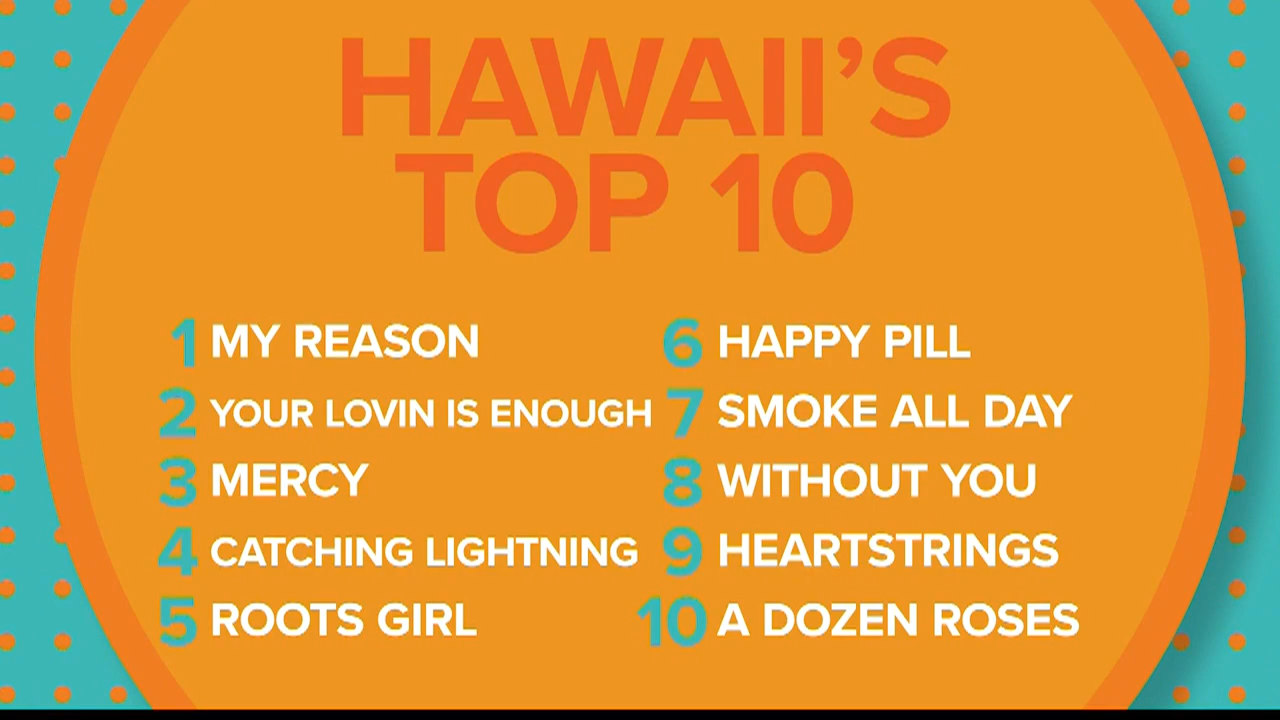 HAWAII’S
TOP 10
1 MY REASON
2 YOUR LOVIN IS ENOUGH
3 MERCY
4 CATCHING LIGHTNING
5 ROOTS GIRL
6 HAPPY PILL
7 SMOKE ALL DAY
8 WITHOUT YOU
9 HEARTSTRINGS
10 A DOZEN ROSES